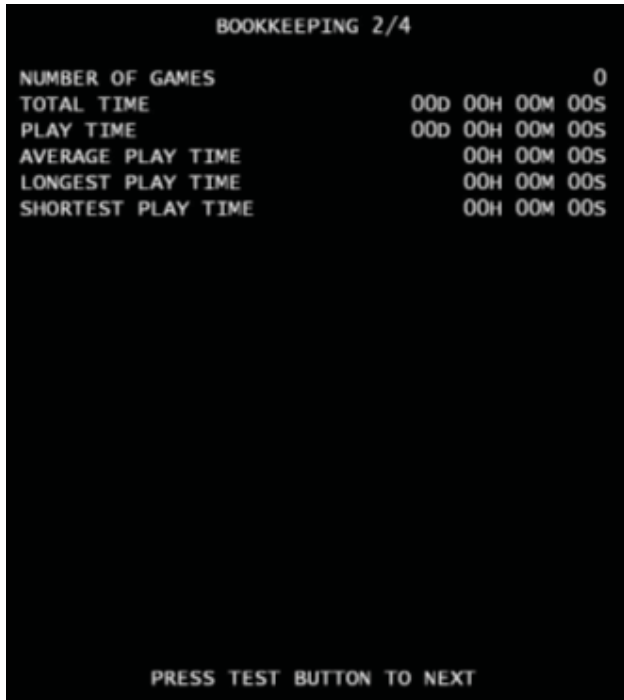 BOOKKEEPING 2/4
NUMBER OF GAMES 0
TOTAL TIME 00D 00H 00M 00S
PLAY TIME 00D 00H 00M 00S
AVERAGE PLAY TIME 00H 00M 00S
LONGEST PLAY TIME 00H 00M 00S
SHORTEST PLAY TIME 00H 00M 00S
PRESS TEST BUTTON TO NEXT